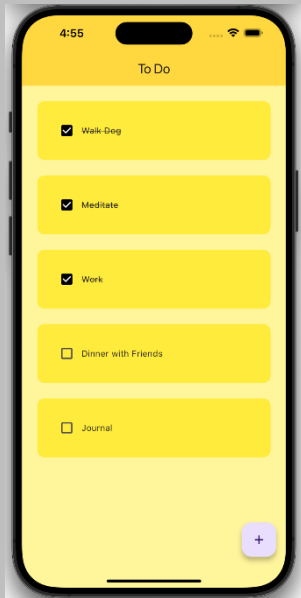 4:55
To Do
Walk Dog
Meditate
Work
Dinner with Friends
Journal
+